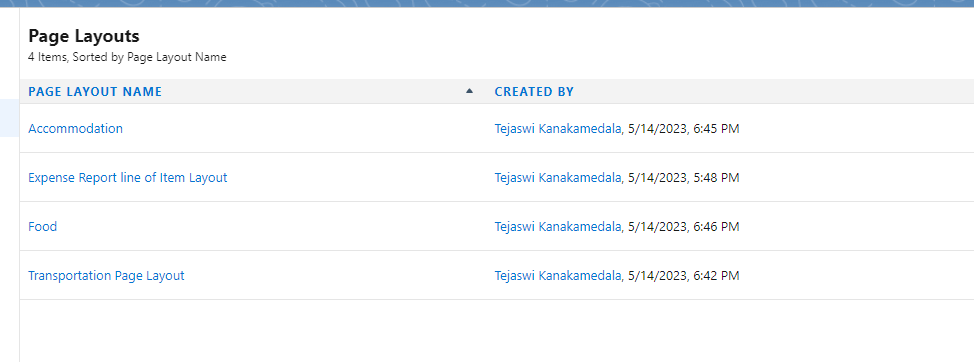 Page Layouts
4 Items, Sorted by Page Layout Name
PAGE LAYOUT NAME CREATED BY
Accommodation Tejaswi Kanakamedala, 5/14/2023, 6:45 PM
Expense Report line of Item Layout Tejaswi Kanakamedala, 5/14/2023, 5:48 PM
Food Tejaswi Kanakamedala, 5/14/2023, 6:46 PM
Transportation Page Layout Tejaswi Kanakamedala, 5/14/2023, 6:42 PM